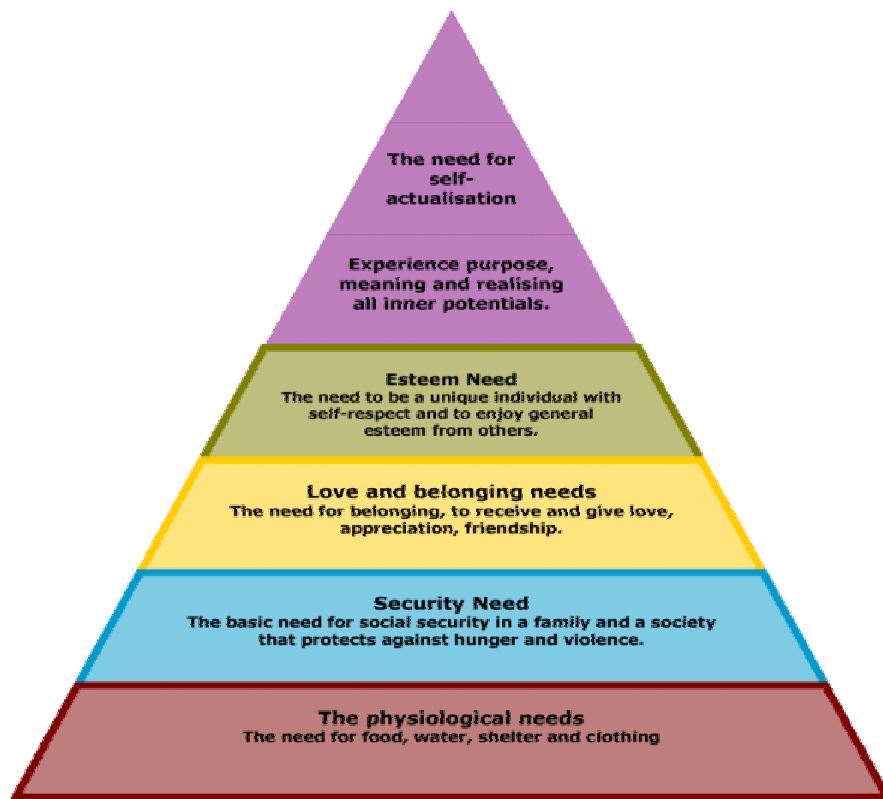 The need for
self-
actualisation
Experience purpose,
meaning and realising
all inner potentials.
Esteem Need
The need to be a unique individual with
self-respect and to enjoy general
esteem from others.
Love and belonging needs
The need for belonging, to receive and give love,
appreciation, friendship.
Security Need
The basic need for social security in a family and a society
that protects against hunger and violence.
The physiological needs
The need for food, water, shelter and clothing